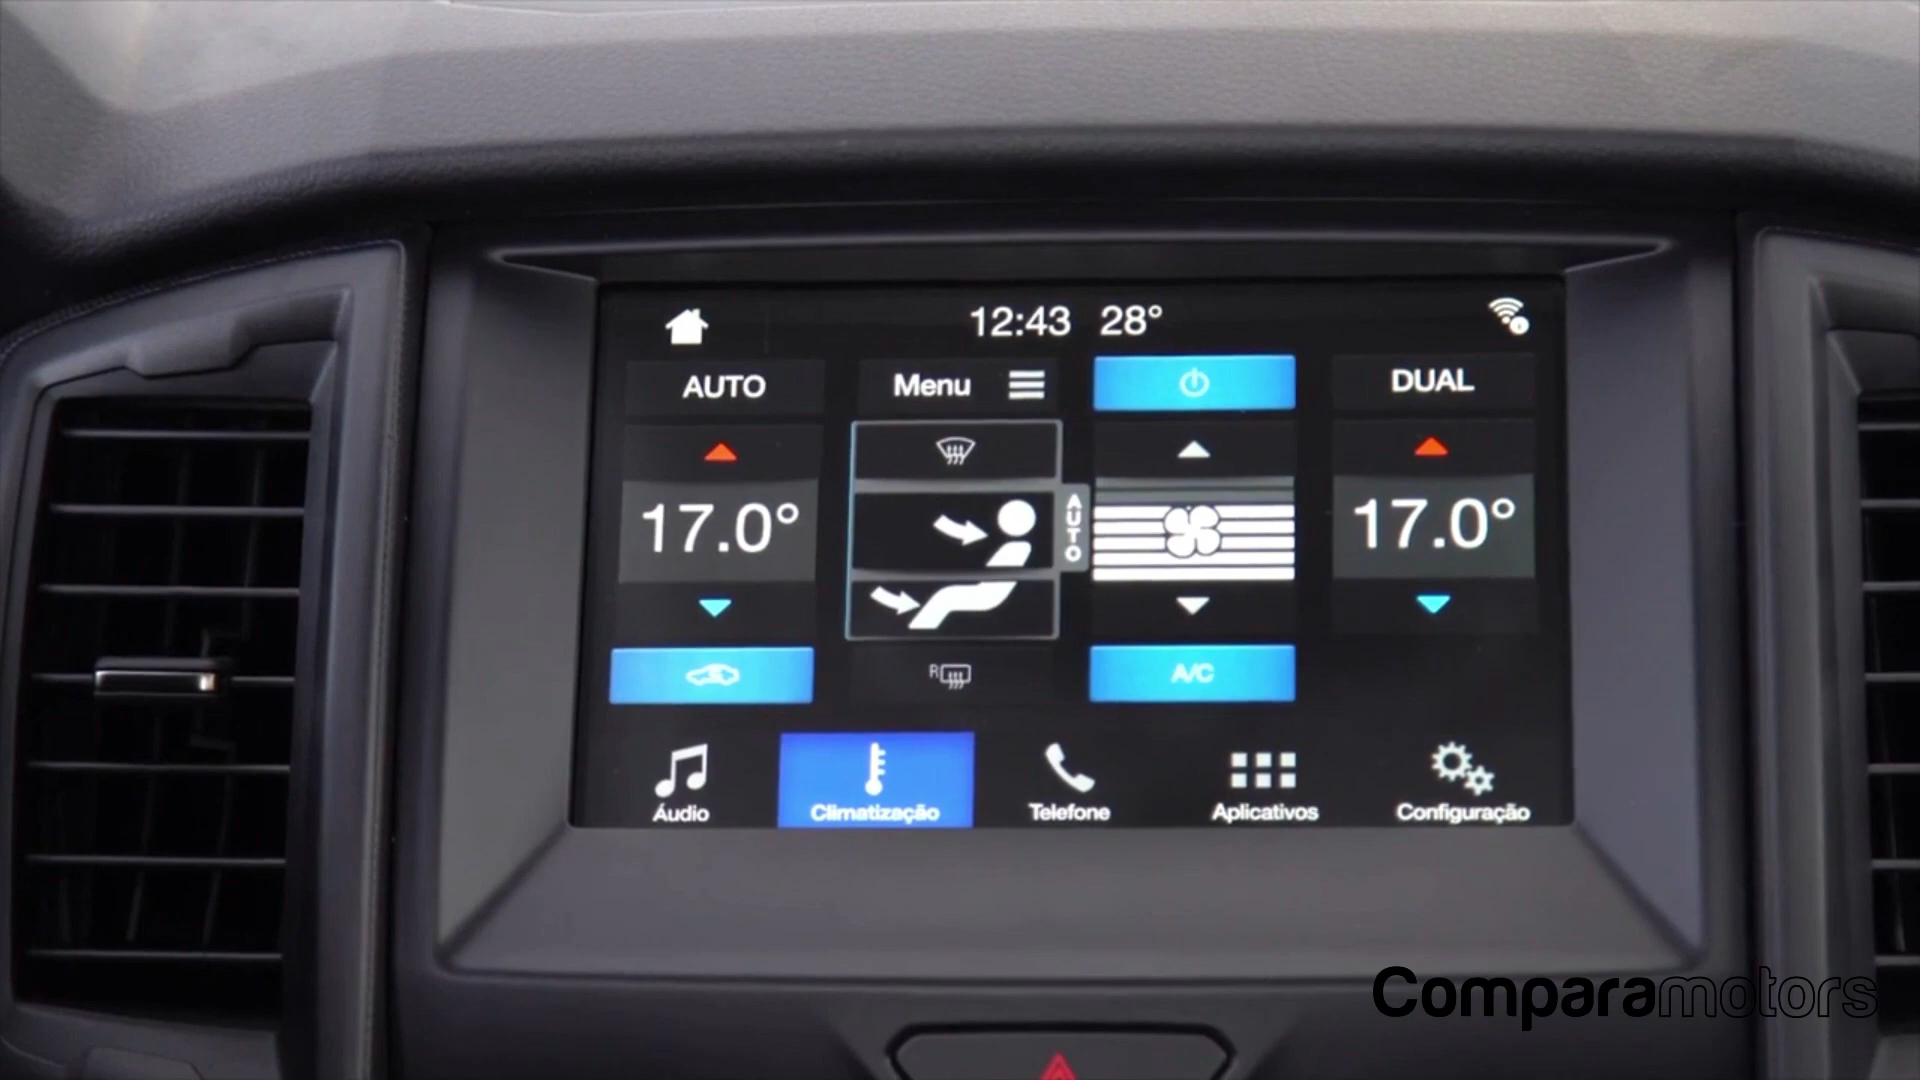 12:43 28°
AUTO
Menu
DUAL
17.0°
AUTO
17.0°
R
A/C
Áudio
Climatização
Telefone
Aplicativos
Configuração
Comparamotors